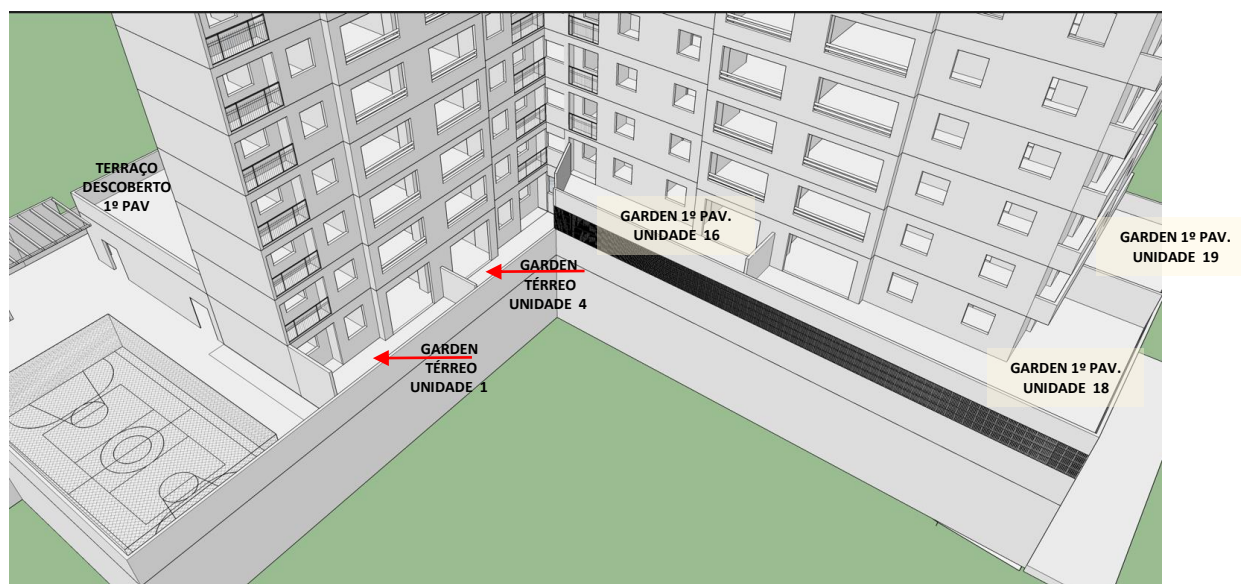 TERRAÇO
DESCOBERTO
1º PAV
GARDEN 1º PAV.
UNIDADE 16
GARDEN 1º PAV.
UNIDADE 19
GARDEN
TÉRREO
UNIDADE 4
GARDEN
TÉRREO
UNIDADE 1
GARDEN 1º PAV.
UNIDADE 18